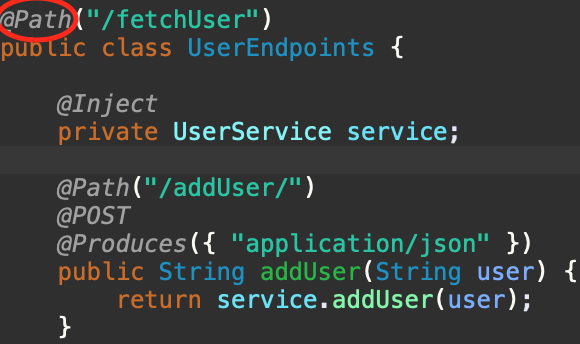 @Path("/fetchUser")
public class UserEndpoints {
@Inject
private UserService service;
@Path("/addUser/")
@POST
@Produces({ "application/json" })
public String addUser(String user) {
return service.addUser(user);
}